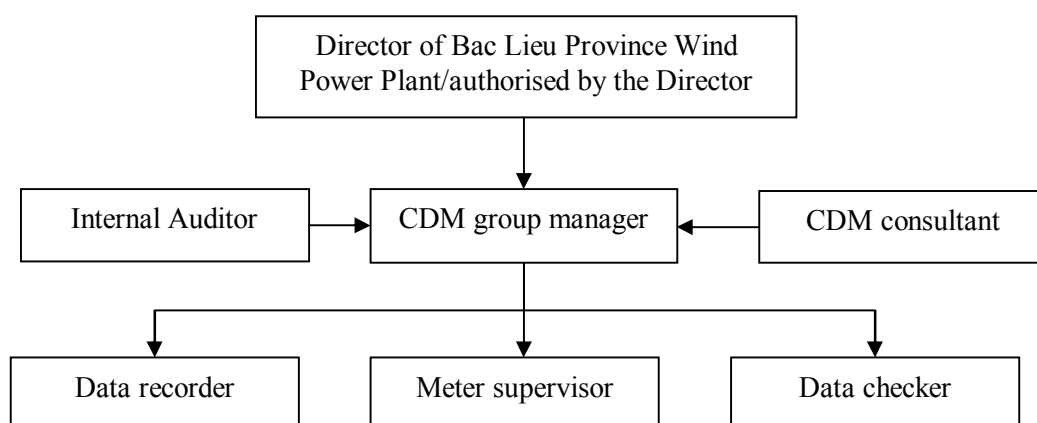 Director of Bac Lieu Province Wind
Power Plant/authorised by the Director
Internal Auditor
CDM group manager
CDM consultant
Data recorder
Meter supervisor
Data checker